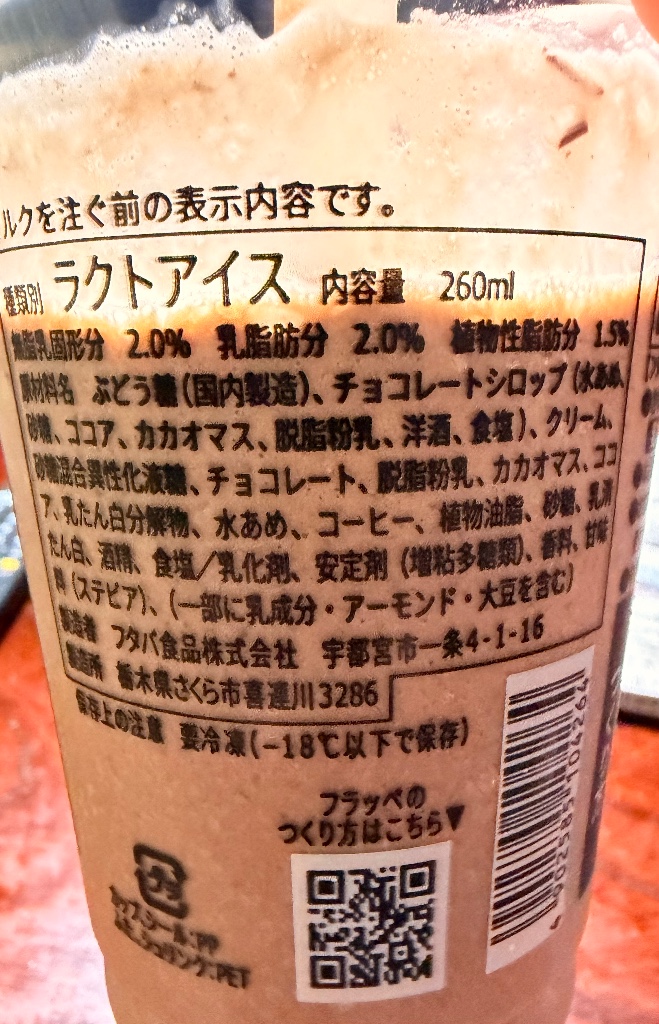 ルクを注ぐ前の表示内容です。
種類別 ラクトアイス 内容量 260ml
無脂乳固形分 2.0% 乳脂肪分 2.0% 植物性脂肪分 1.5%
原材料名 ぶどう糖(国内製造)、チョコレートシロップ(水あめ、
砂糖、ココア、カカオマス、脱脂粉乳、洋酒、食塩)、クリーム、
砂糖混合異性化液糖、チョコレート、脱脂粉乳、カカオマス、ココ
ア、乳たん白分解物、水あめ、コーヒー、植物油脂、砂糖、乳清
たん白、酒精、食塩/乳化剤、安定剤(増粘多糖類)、香料、甘味
料(ステビア)、(一部に乳成分・アーモンド・大豆を含む)
製造者 フタバ食品株式会社 宇都宮市一条4-1-16
製造所 栃木県さくら市喜連川3286
保存上の注意 要冷凍(-18℃以下で保存)
フラッペの
つくり方はこちら▼
カップ・シール:PP
PET